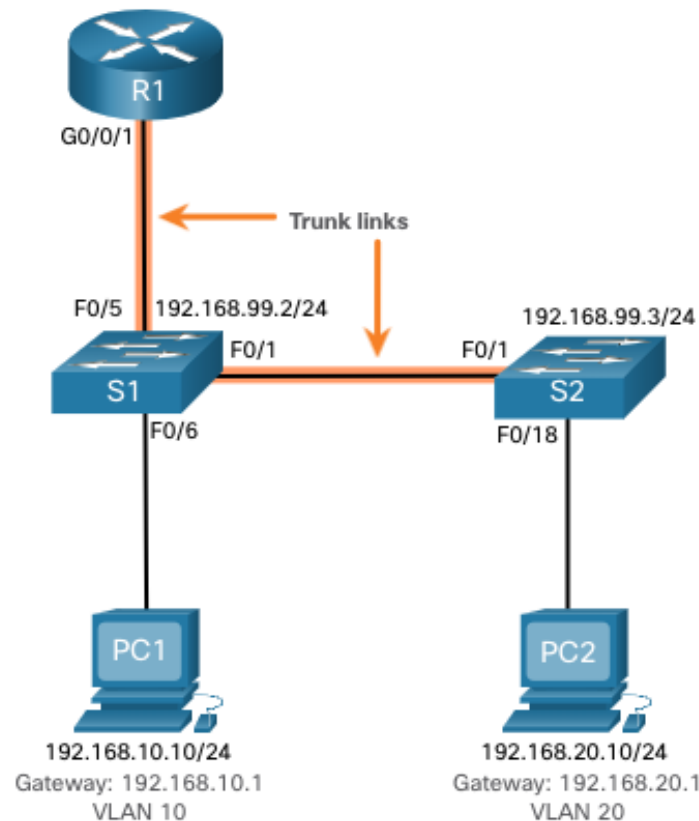 R1
G0/0/1
Trunk links
F0/5
192.168.99.2/24
192.168.99.3/24
F0/1
F0/1
S1
S2
F0/6
F0/18
PC1
PC2
192.168.10.10/24
Gateway: 192.168.10.1
VLAN 10
192.168.20.10/24
Gateway: 192.168.20.1
VLAN 20